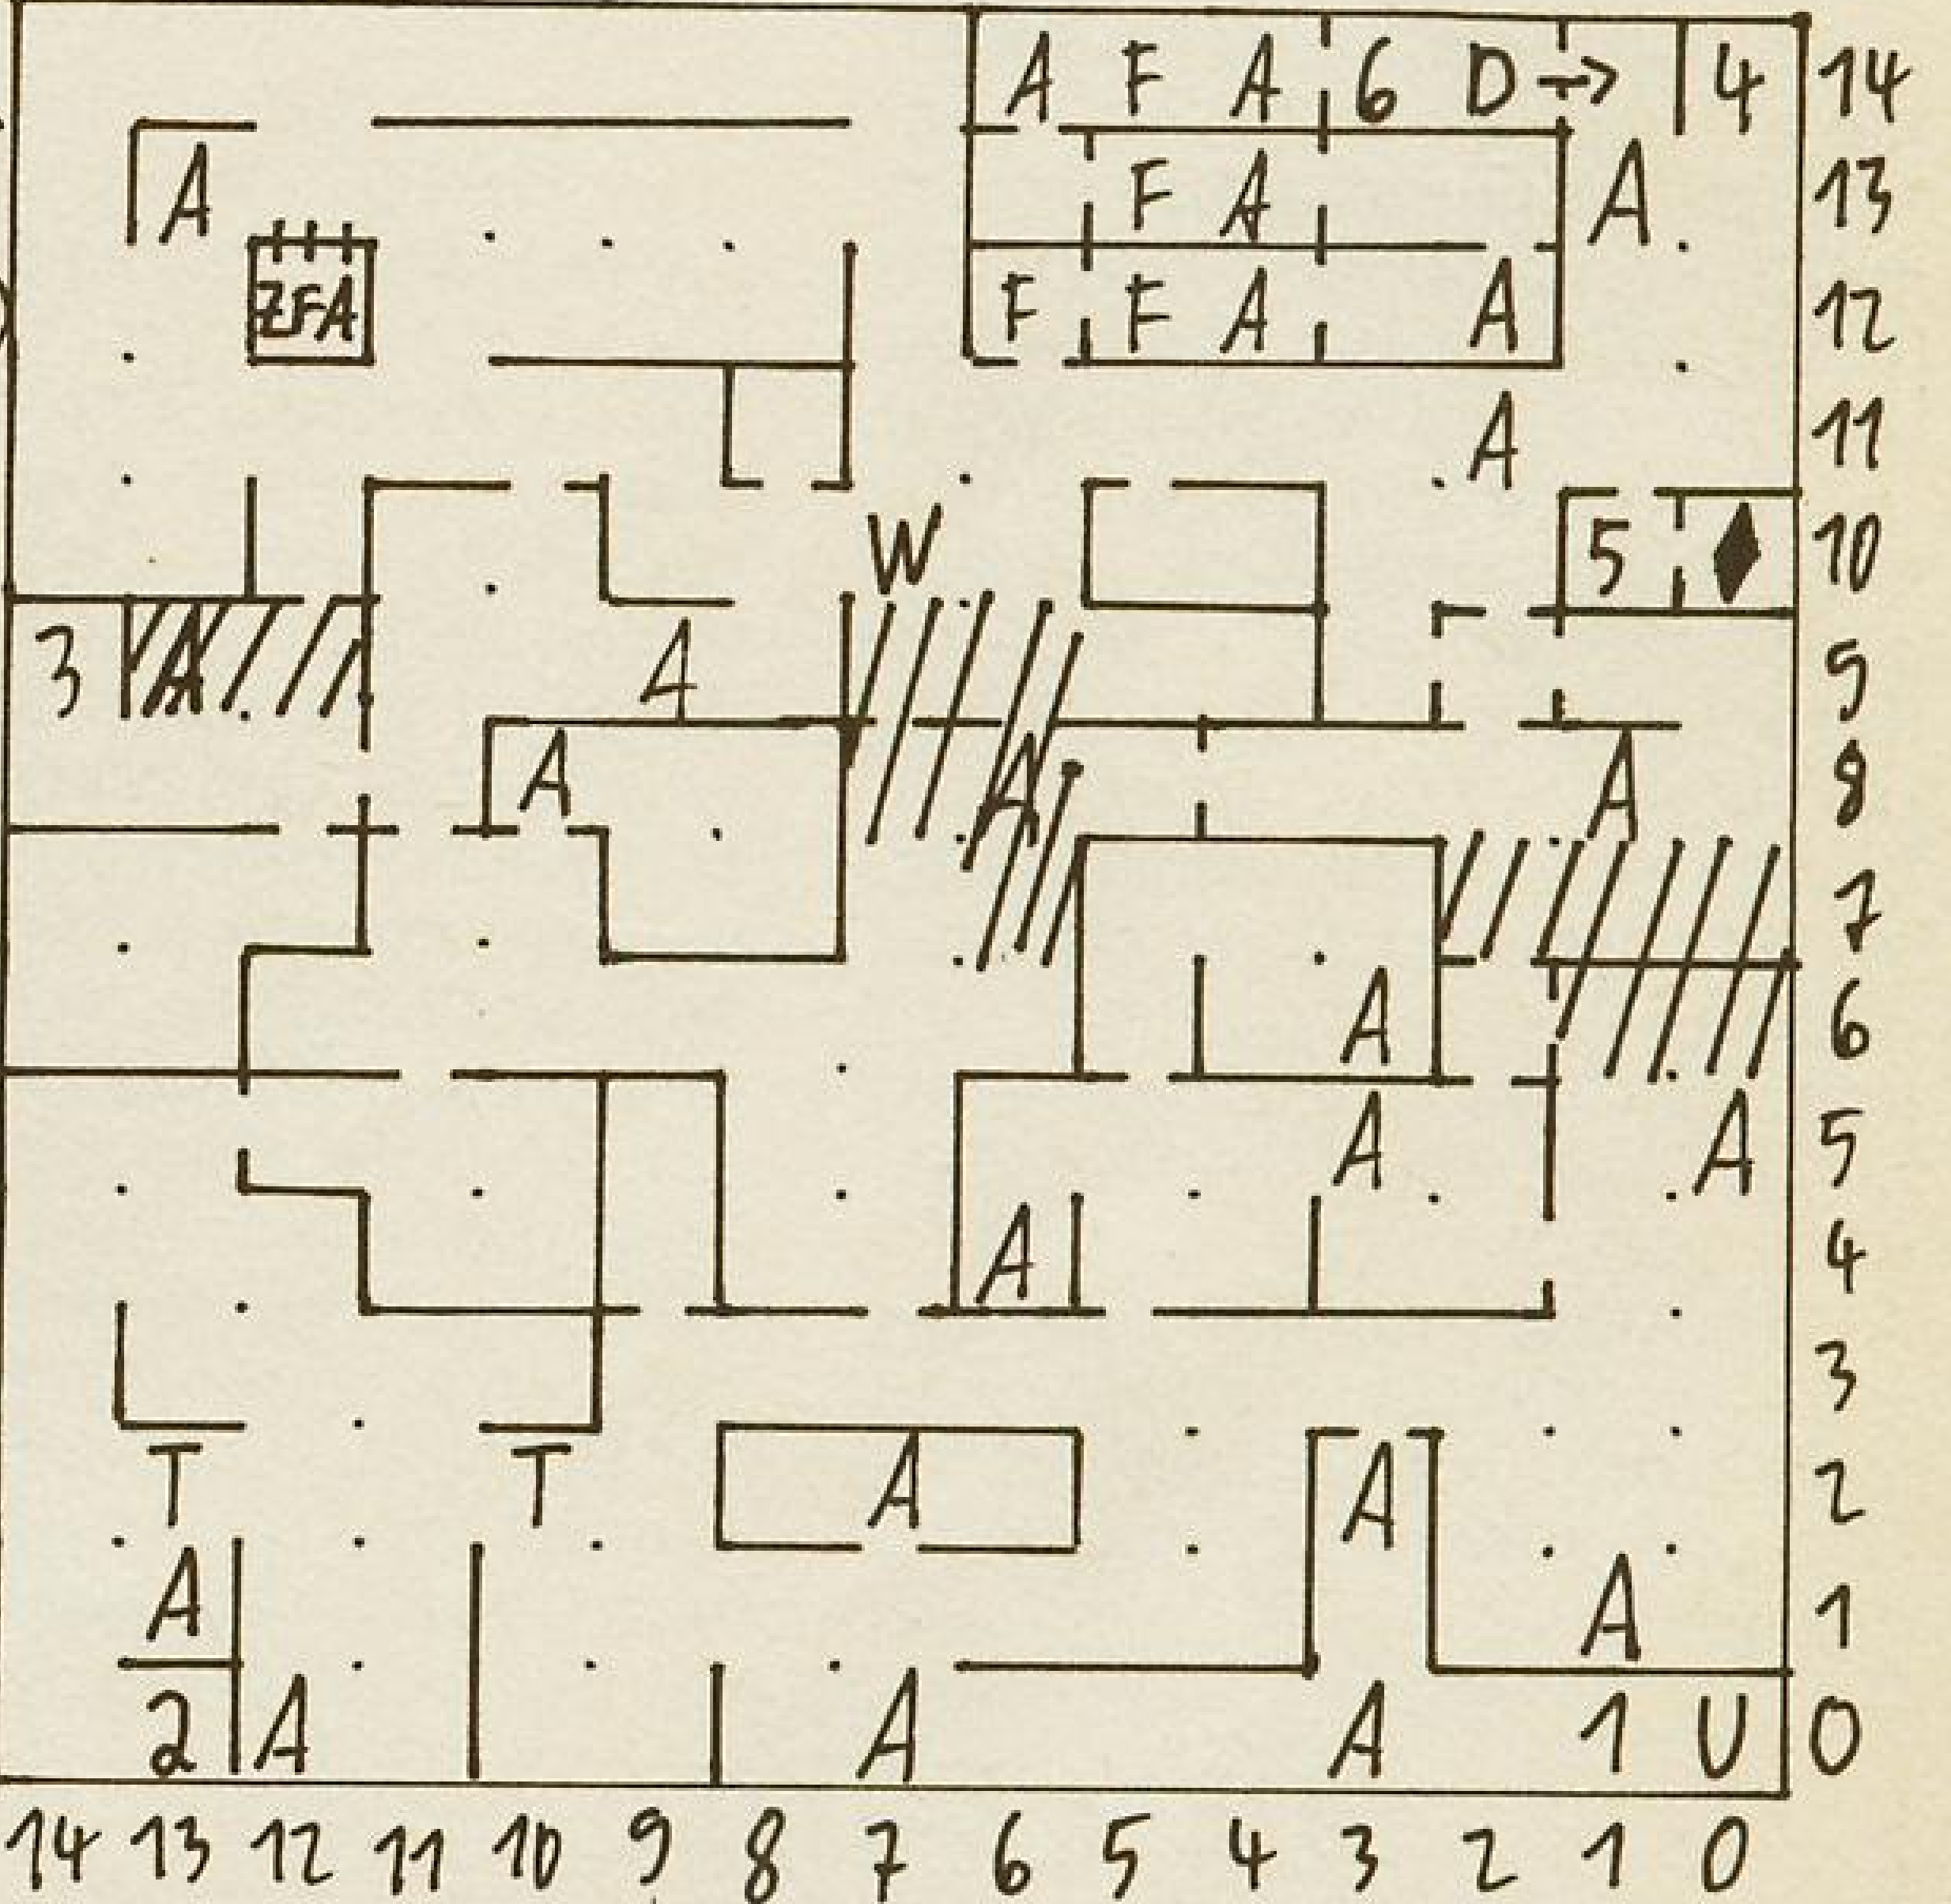 A F A 6 D → 4 14
A F A A 13
ZFA F F A A 12
A 11
W 5 ♦ 10
3 A A 9
A A A 8
7
A 6
A A 5
A 4
3
T T A A 2
A A 1
2 A A A 1 U 0
14 13 12 11 10 9 8 7 6 5 4 3 2 1 0